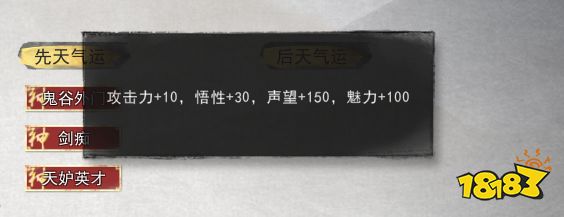 先天气运
后天气运
神 鬼谷外门
攻击力+10, 悟性+30, 声望+150, 魅力+100
神 剑痴
神 天妒英才
18183